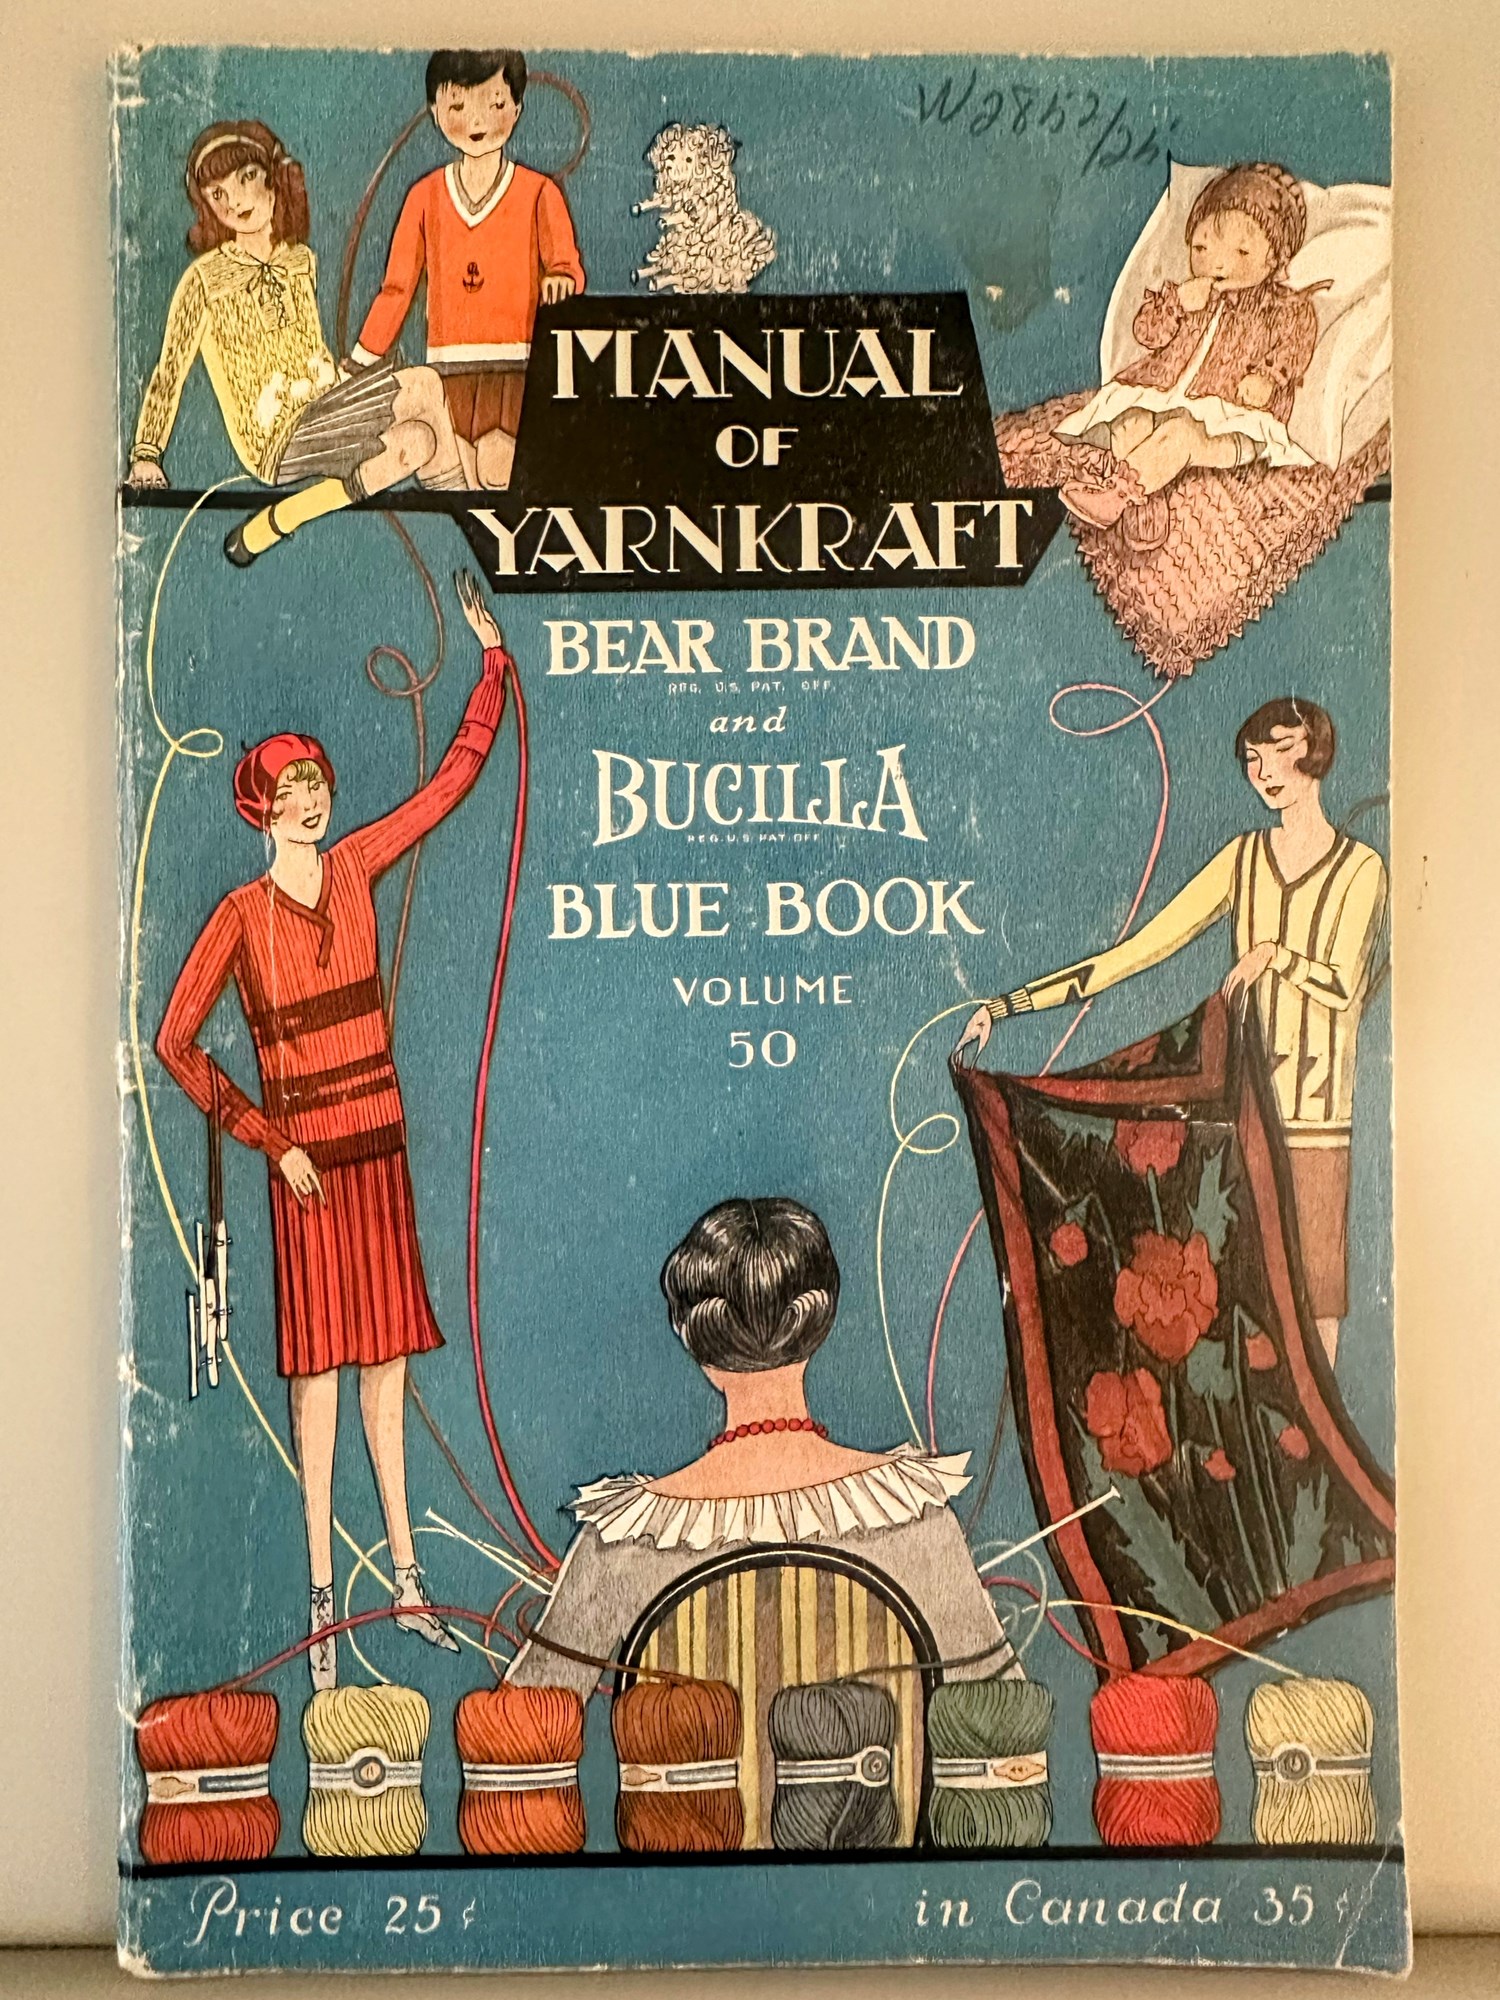 W2852/25
MANUAL
OF
YARNKRAFT
BEAR BRAND
REG. U.S. PAT. OFF.
and
BUCILLA
REG. U.S. PAT. OFF.
BLUE BOOK
VOLUME
50
Price 25¢
in Canada 35¢